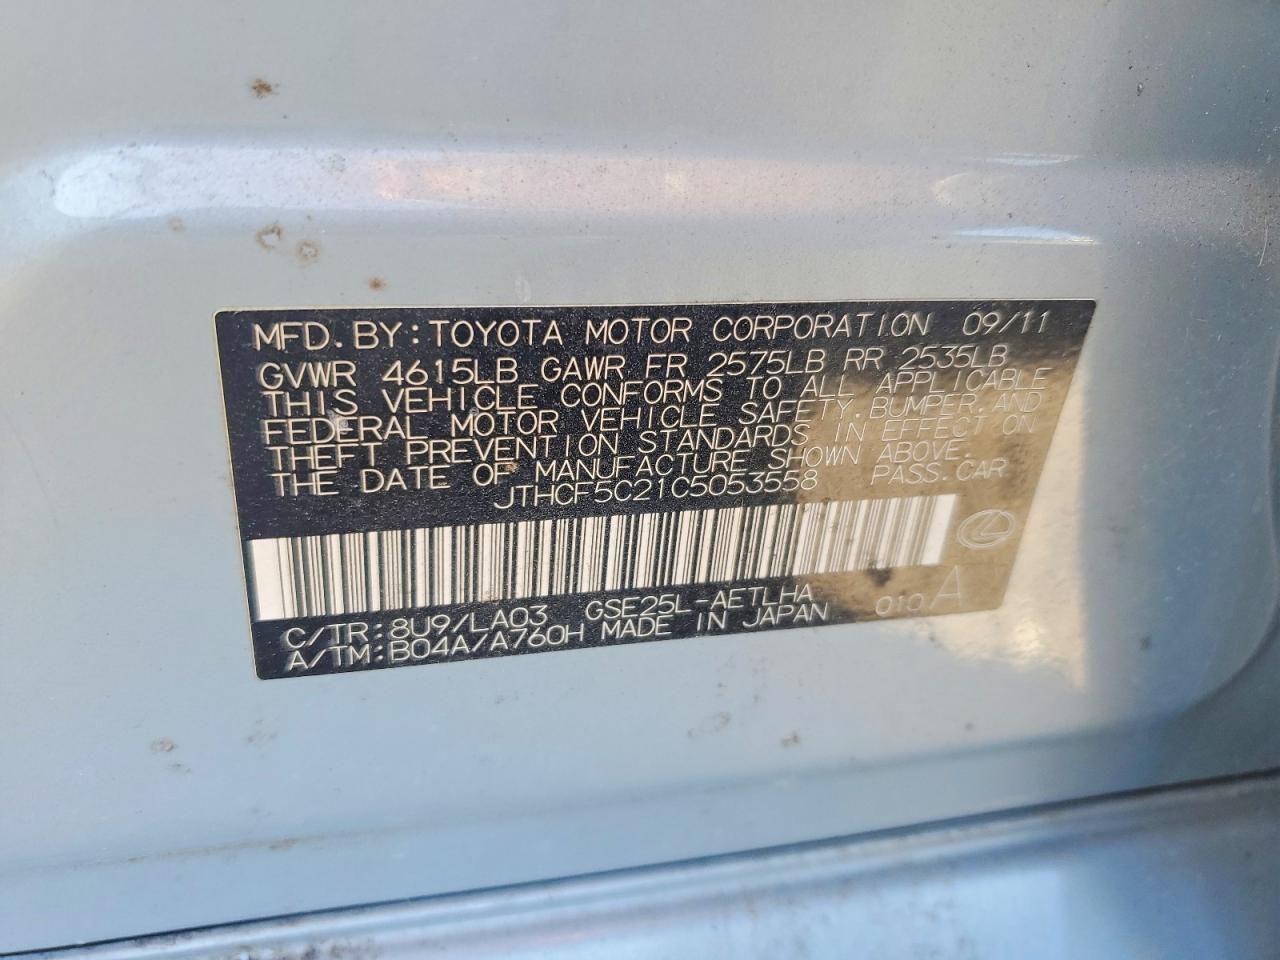 MFD. BY: TOYOTA MOTOR CORPORATION 09/11
GVWR 4615LB GAWR FR 2575LB RR 2535LB
THIS VEHICLE CONFORMS TO ALL APPLICABLE
FEDERAL MOTOR VEHICLE SAFETY, BUMPER, AND
THEFT PREVENTION STANDARDS IN EFFECT ON
THE DATE OF MANUFACTURE SHOWN ABOVE.
JTHCF5C21C5053558 PASS. CAR
C/TR: 8U9/LA03 GSE25L-AETLHA 010 A
A/TM: B04A/A760H MADE IN JAPAN